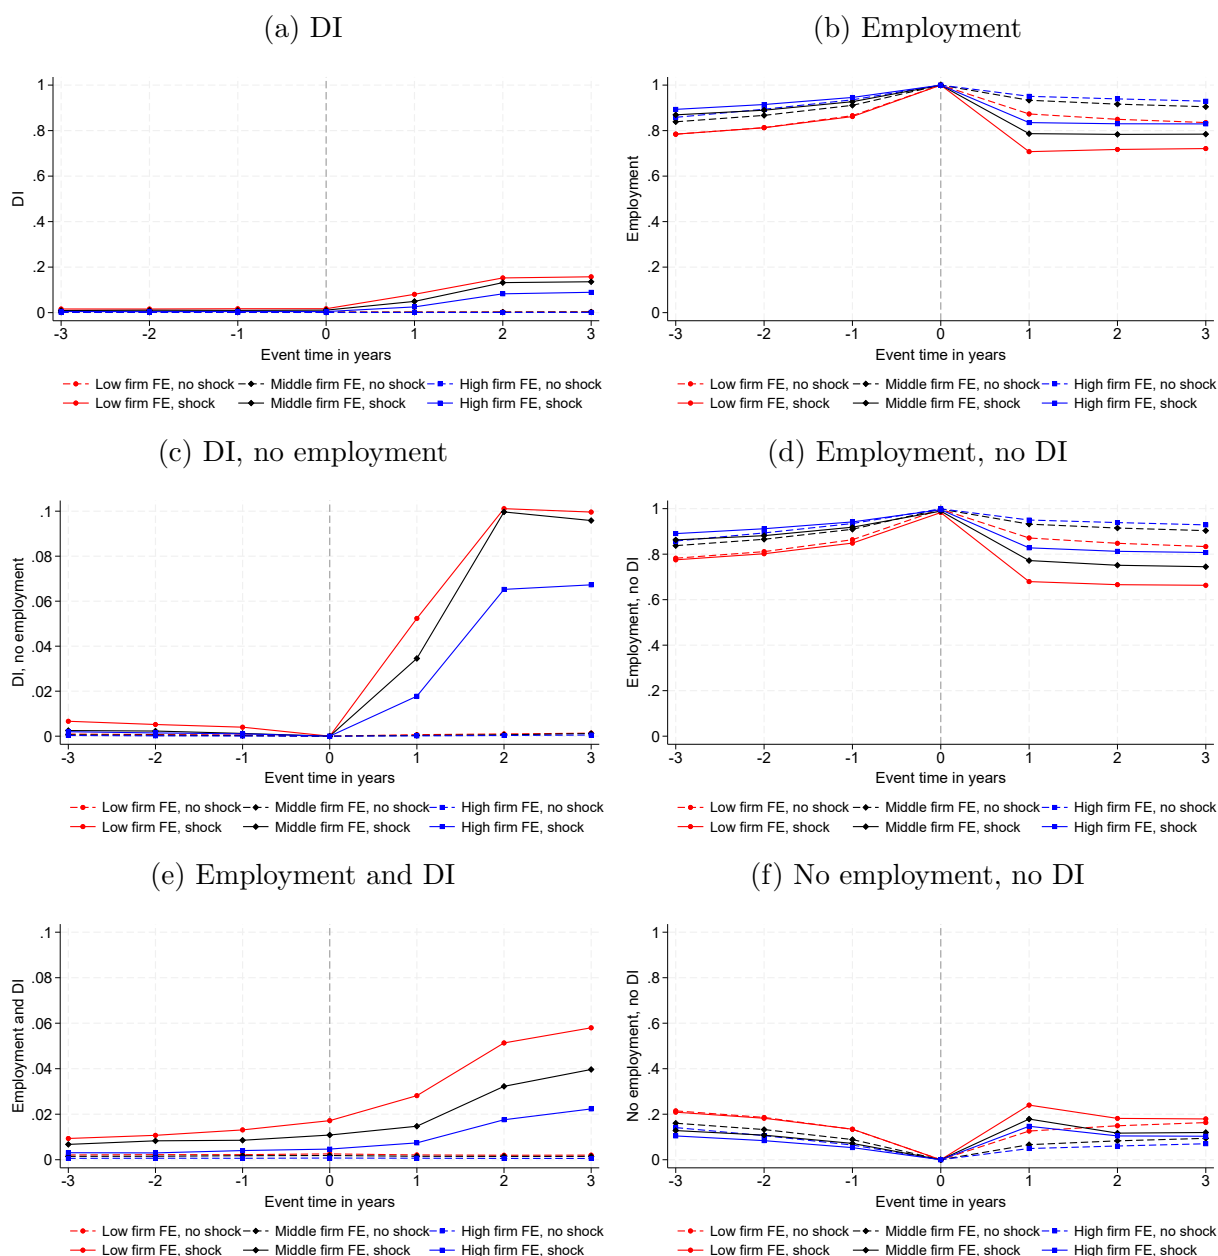 (a) DI
(b) Employment
DI
1
.8
.6
.4
.2
0
-3 -2 -1 0 1 2 3
Event time in years
Low firm FE, no shock Middle firm FE, no shock High firm FE, no shock
Low firm FE, shock Middle firm FE, shock High firm FE, shock
Employment
1
.8
.6
.4
.2
0
-3 -2 -1 0 1 2 3
Event time in years
Low firm FE, no shock Middle firm FE, no shock High firm FE, no shock
Low firm FE, shock Middle firm FE, shock High firm FE, shock
(c) DI, no employment
(d) Employment, no DI
DI, no employment
.1
.08
.06
.04
.02
0
-3 -2 -1 0 1 2 3
Event time in years
Low firm FE, no shock Middle firm FE, no shock High firm FE, no shock
Low firm FE, shock Middle firm FE, shock High firm FE, shock
Employment, no DI
1
.8
.6
.4
.2
0
-3 -2 -1 0 1 2 3
Event time in years
Low firm FE, no shock Middle firm FE, no shock High firm FE, no shock
Low firm FE, shock Middle firm FE, shock High firm FE, shock
(e) Employment and DI
(f) No employment, no DI
Employment and DI
.1
.08
.06
.04
.02
0
-3 -2 -1 0 1 2 3
Event time in years
Low firm FE, no shock Middle firm FE, no shock High firm FE, no shock
Low firm FE, shock Middle firm FE, shock High firm FE, shock
No employment, no DI
1
.8
.6
.4
.2
0
-3 -2 -1 0 1 2 3
Event time in years
Low firm FE, no shock Middle firm FE, no shock High firm FE, no shock
Low firm FE, shock Middle firm FE, shock High firm FE, shock